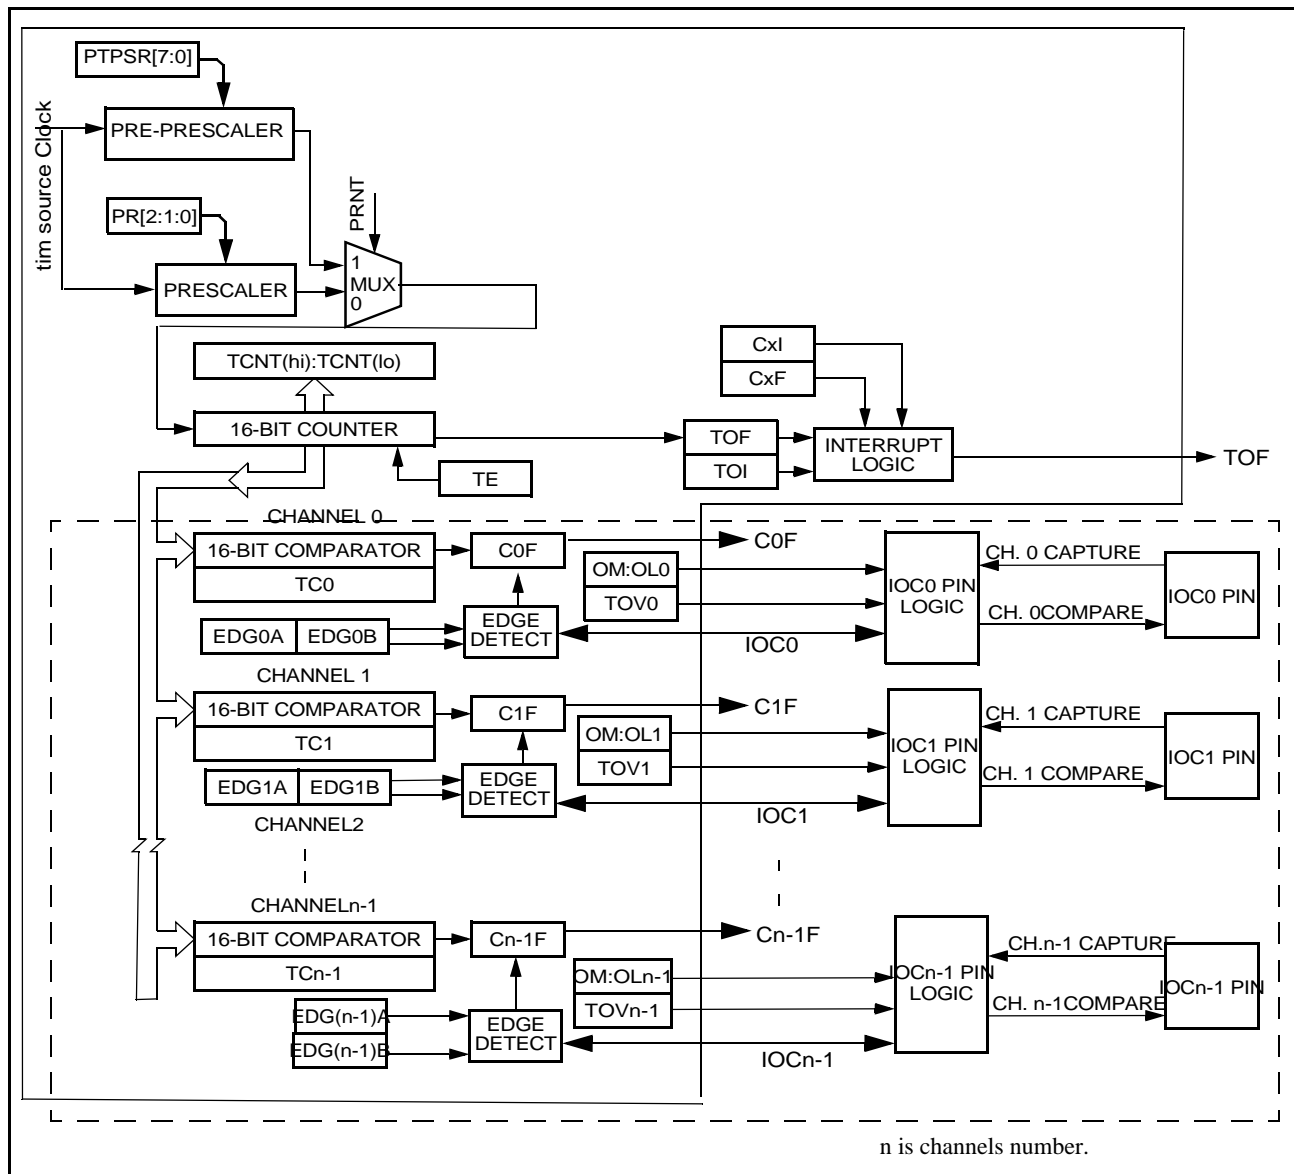 PTPSR[7:0]
tim source Clock
PRE-PRESCALER
PR[2:1:0]
PRNT
PRESCALER
1
MUX
0
TCNT(hi):TCNT(lo)
CxI
CxF
16-BIT COUNTER
TE
TOF
TOI
INTERRUPT
LOGIC
TOF
CHANNEL 0
16-BIT COMPARATOR
TC0
C0F
C0F
OM:OL0
TOV0
EDG0A
EDG0B
EDGE
DETECT
IOC0
IOC0 PIN
LOGIC
CH. 0 CAPTURE
CH. 0COMPARE
IOC0 PIN
CHANNEL 1
16-BIT COMPARATOR
TC1
C1F
C1F
OM:OL1
TOV1
EDG1A
EDG1B
EDGE
DETECT
IOC1
IOC1 PIN
LOGIC
CH. 1 CAPTURE
CH. 1 COMPARE
IOC1 PIN
CHANNEL2
CHANNELn-1
16-BIT COMPARATOR
TCn-1
Cn-1F
Cn-1F
OM:OLn-1
TOVn-1
EDG(n-1)A
EDG(n-1)B
EDGE
DETECT
IOCn-1
IOCn-1 PIN
LOGIC
CH.n-1 CAPTURE
CH. n-1COMPARE
IOCn-1 PIN
n is channels number.